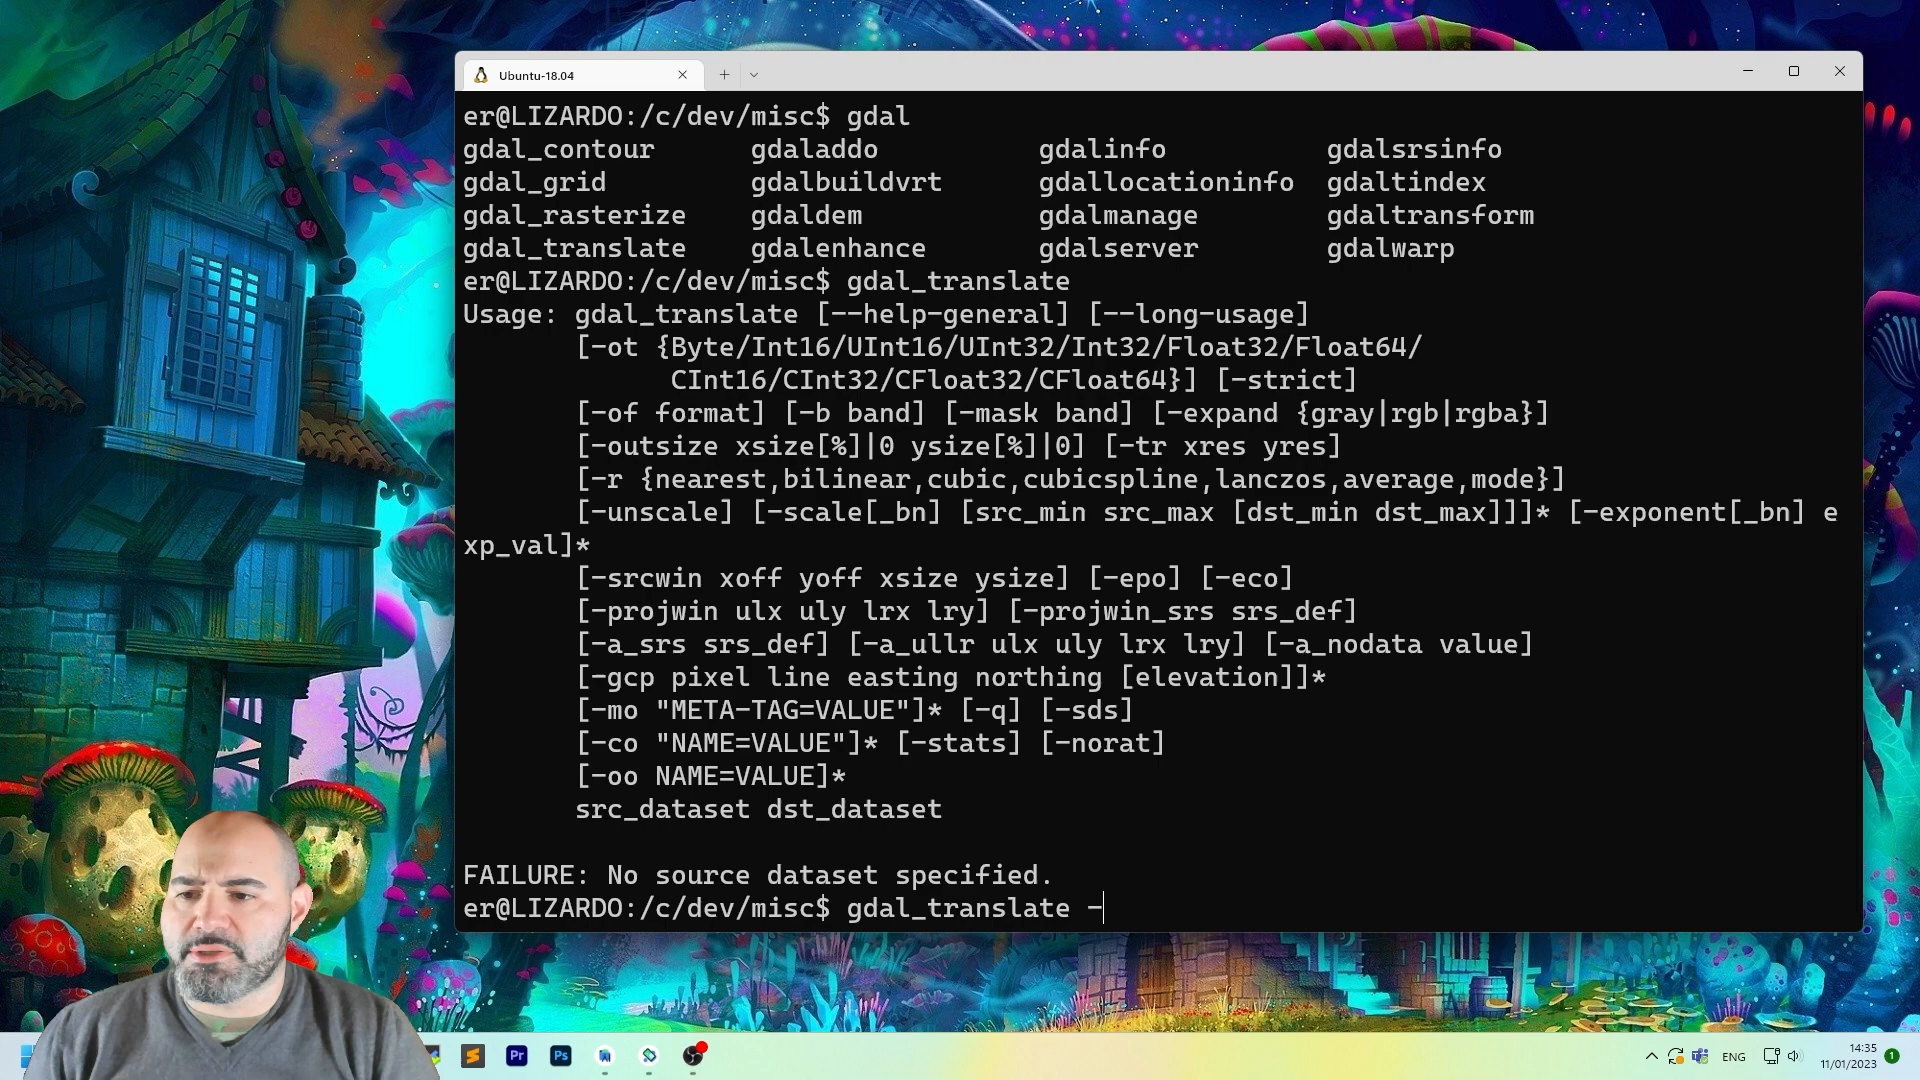 Ubuntu-18.04
er@LIZARDO:/c/dev/misc$ gdal
gdal_contour gdaladdo gdalinfo gdalsrsinfo
gdal_grid gdalbuildvrt gdallocationinfo gdaltindex
gdal_rasterize gdaldem gdalmanage gdaltransform
gdal_translate gdalenhance gdalserver gdalwarp
er@LIZARDO:/c/dev/misc$ gdal_translate
Usage: gdal_translate [--help-general] [--long-usage]
[-ot {Byte/Int16/UInt16/UInt32/Int32/Float32/Float64/
CInt16/CInt32/CFloat32/CFloat64}] [-strict]
[-of format] [-b band] [-mask band] [-expand {gray|rgb|rgba}]
[-outsize xsize[%]|0 ysize[%]|0] [-tr xres yres]
[-r {nearest,bilinear,cubic,cubicspline,lanczos,average,mode}]
[-unscale] [-scale[_bn] [src_min src_max [dst_min dst_max]]]* [-exponent[_bn] e
xp_val]*
[-srcwin xoff yoff xsize ysize] [-epo] [-eco]
[-projwin ulx uly lrx lry] [-projwin_srs srs_def]
[-a_srs srs_def] [-a_ullr ulx uly lrx lry] [-a_nodata value]
[-gcp pixel line easting northing [elevation]]*
[-mo "META-TAG=VALUE"]* [-q] [-sds]
[-co "NAME=VALUE"]* [-stats] [-norat]
[-oo NAME=VALUE]*
src_dataset dst_dataset
FAILURE: No source dataset specified.
er@LIZARDO:/c/dev/misc$ gdal_translate -
Pr Ps
ENG
14:35
11/01/2023
1